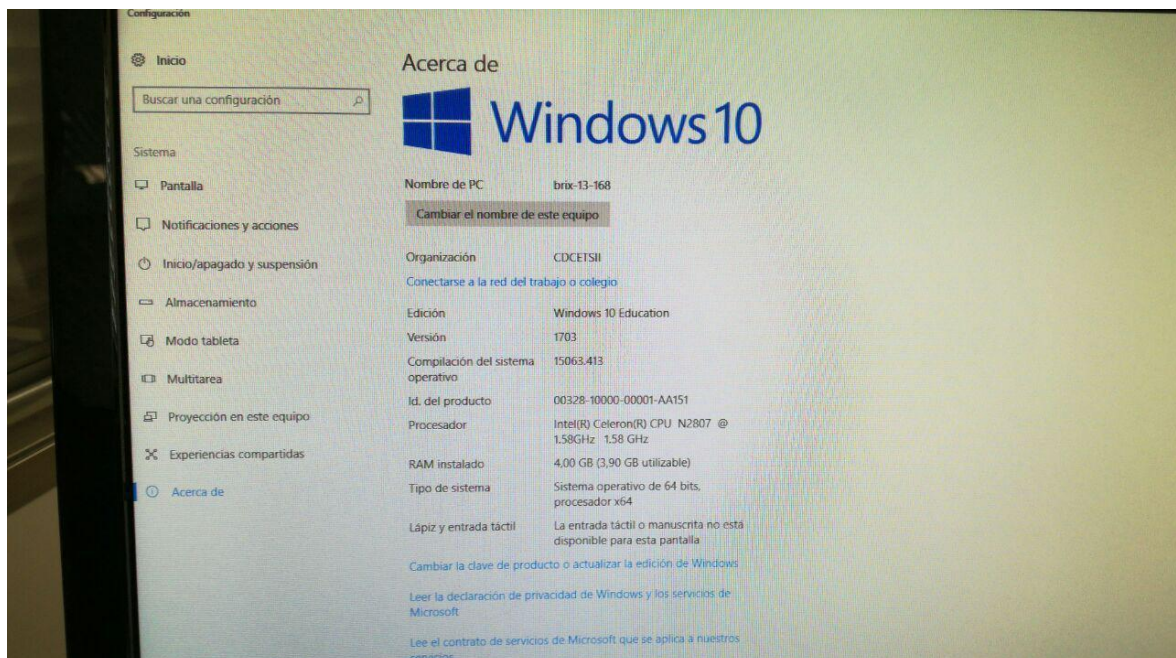 Configuración
Inicio
Buscar una configuración
Sistema
Pantalla
Notificaciones y acciones
Inicio/apagado y suspensión
Almacenamiento
Modo tableta
Multitarea
Proyección en este equipo
Experiencias compartidas
Acerca de
Acerca de
Windows 10
Nombre de PC brix-13-168
Cambiar el nombre de este equipo
Organización CDCETSII
Conectarse a la red del trabajo o colegio
Edición Windows 10 Education
Versión 1703
Compilación del sistema 15063.413
operativo
Id. del producto 00328-10000-00001-AA151
Procesador Intel(R) Celeron(R) CPU N2807 @
1.58GHz 1.58 GHz
RAM instalado 4,00 GB (3,90 GB utilizable)
Tipo de sistema Sistema operativo de 64 bits,
procesador x64
Lápiz y entrada táctil La entrada táctil o manuscrita no está
disponible para esta pantalla
Cambiar la clave de producto o actualizar la edición de Windows
Leer la declaración de privacidad de Windows y los servicios de
Microsoft
Lee el contrato de servicios de Microsoft que se aplica a nuestros
servicios